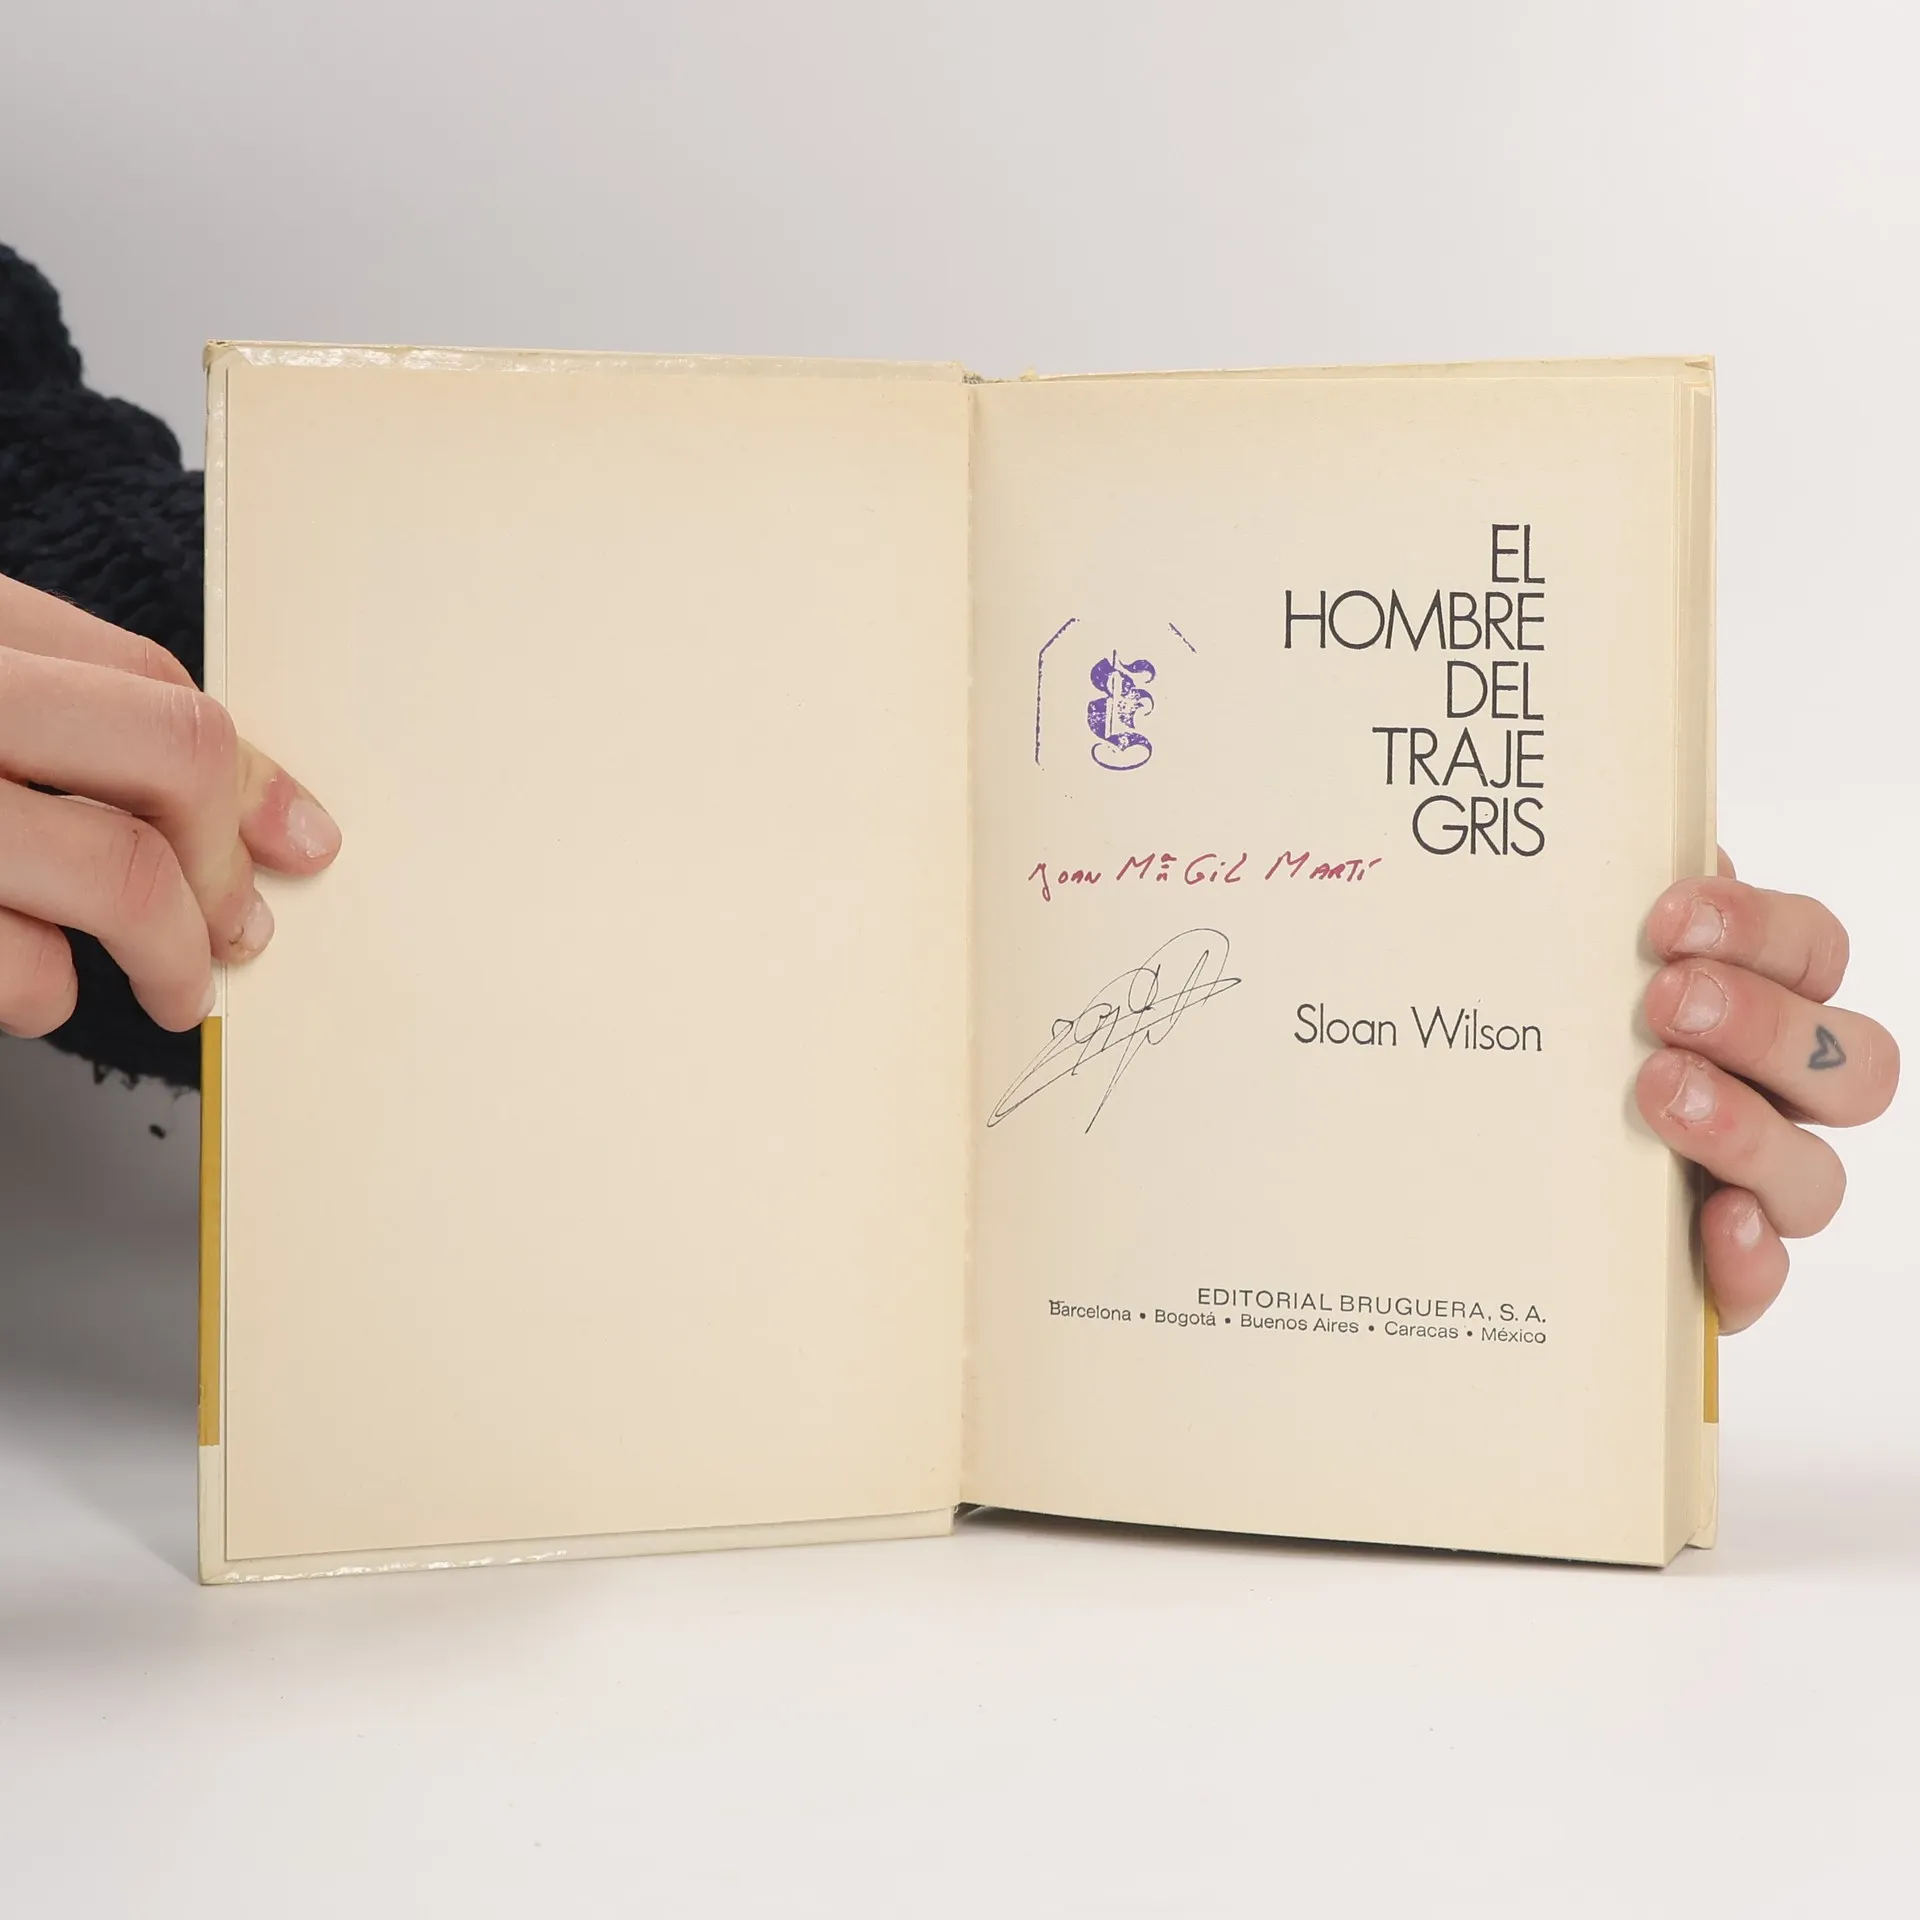 EL
HOMBRE
DEL
TRAJE
GRIS
Joan Mª Gil Martí
Sloan Wilson
EDITORIAL BRUGUERA, S. A.
Barcelona • Bogotá • Buenos Aires • Caracas • México